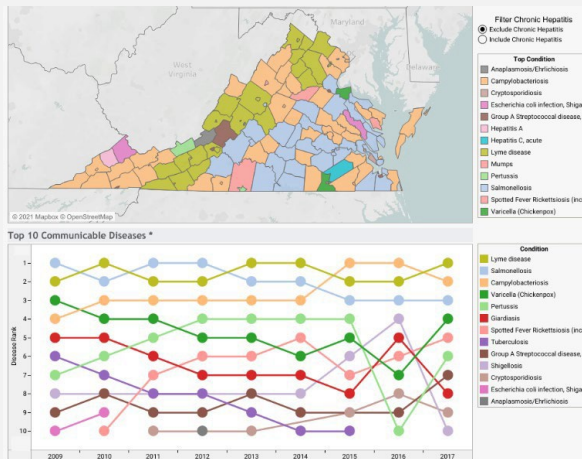 Maryland
West
Virginia
Delaware
© 2021 Mapbox © OpenStreetMap
Filter Chronic Hepatitis
Exclude Chronic Hepatitis
Include Chronic Hepatitis
Top Condition
Anaplasmosis/Ehrlichiosis
Campylobacteriosis
Cryptosporidiosis
Escherichia coli infection, Shiga
Group A Streptococcal disease,
Hepatitis A
Hepatitis C, acute
Lyme disease
Mumps
Pertussis
Salmonellosis
Spotted Fever Rickettsiosis (inc
Varicella (Chickenpox)
Top 10 Communicable Diseases *
Disease Rank
1
2
3
4
5
6
7
8
9
10
2009 2010 2011 2012 2013 2014 2015 2016 2017
Condition
Lyme disease
Salmonellosis
Campylobacteriosis
Varicella (Chickenpox)
Pertussis
Giardiasis
Spotted Fever Rickettsiosis (inc
Tuberculosis
Group A Streptococcal disease,
Shigellosis
Cryptosporidiosis
Escherichia coli infection, Shiga
Anaplasmosis/Ehrlichiosis